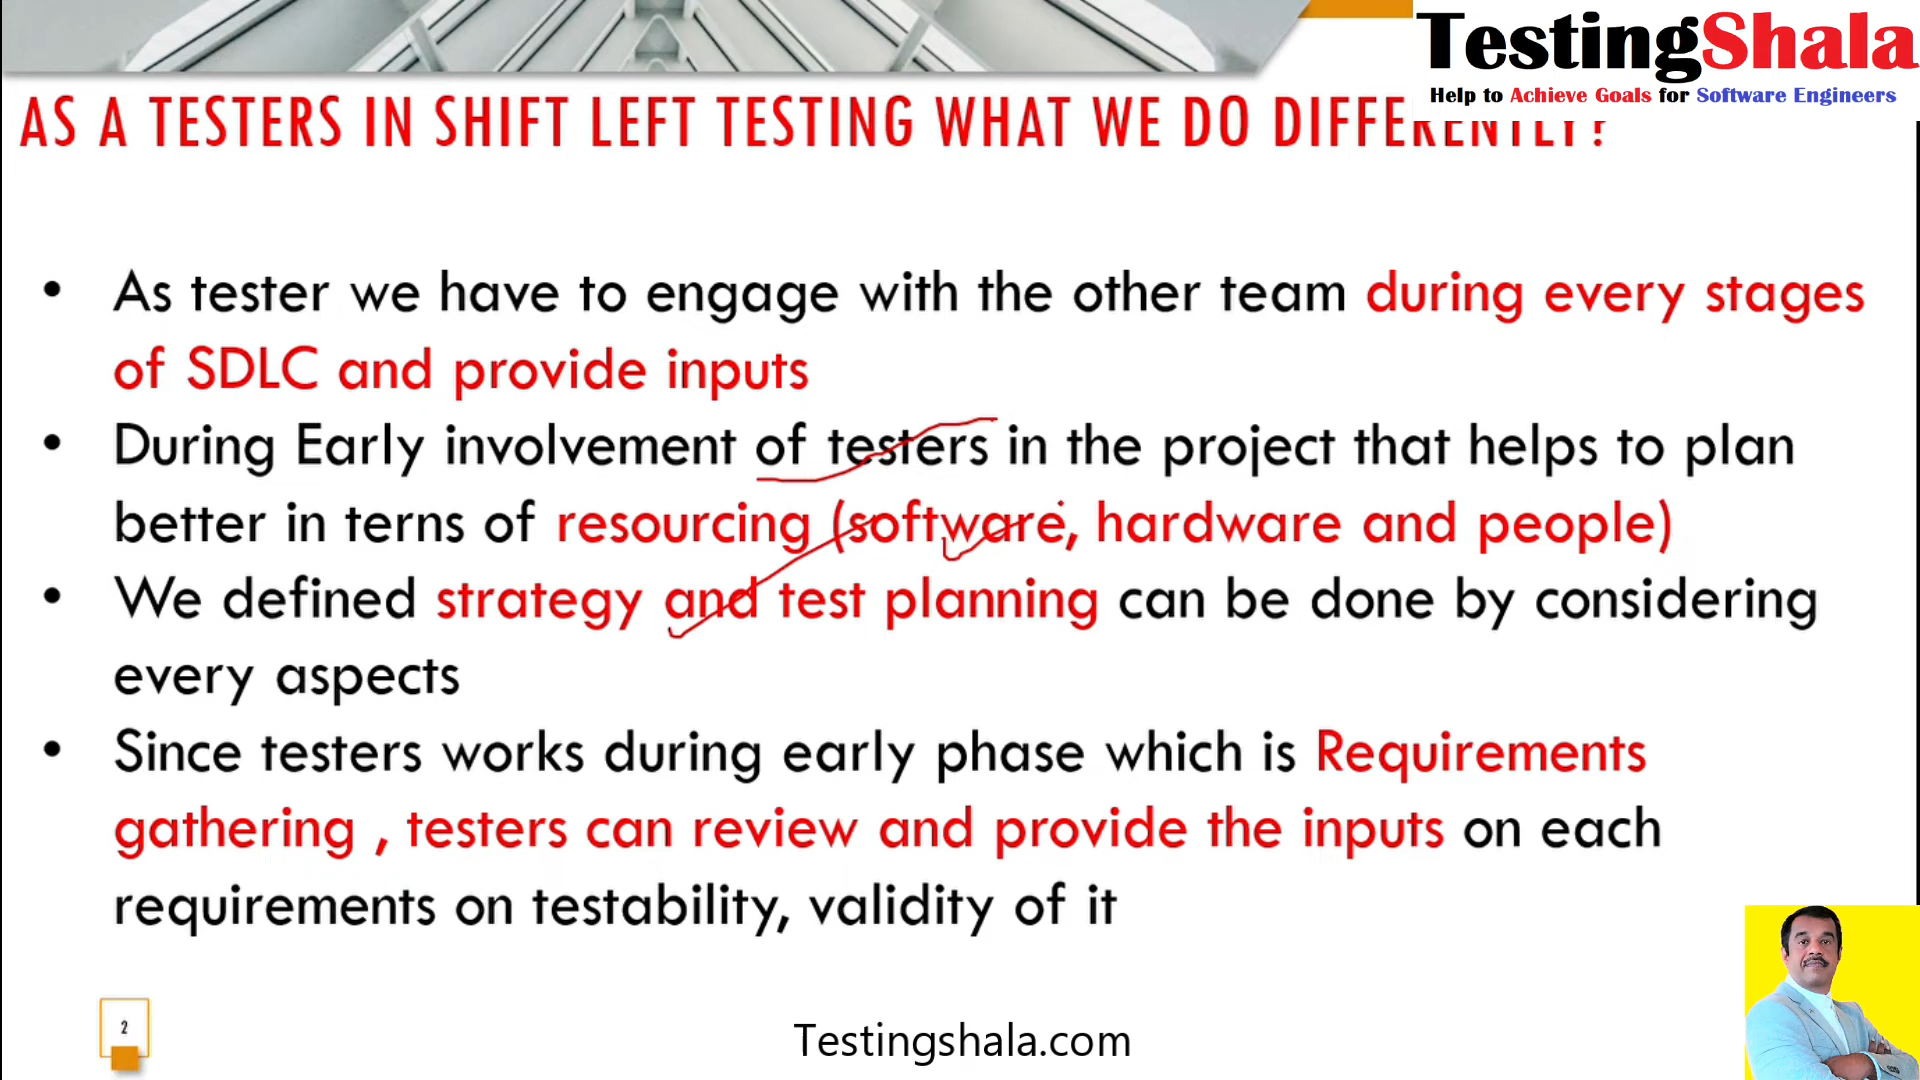 TestingShala
Help to Achieve Goals for Software Engineers
AS A TESTERS IN SHIFT LEFT TESTING WHAT WE DO DIFFERENTLY?
• As tester we have to engage with the other team during every stages
of SDLC and provide inputs
• During Early involvement of testers in the project that helps to plan
better in terns of resourcing (software, hardware and people)
• We defined strategy and test planning can be done by considering
every aspects
• Since testers works during early phase which is Requirements
gathering , testers can review and provide the inputs on each
requirements on testability, validity of it
2
Testingshala.com